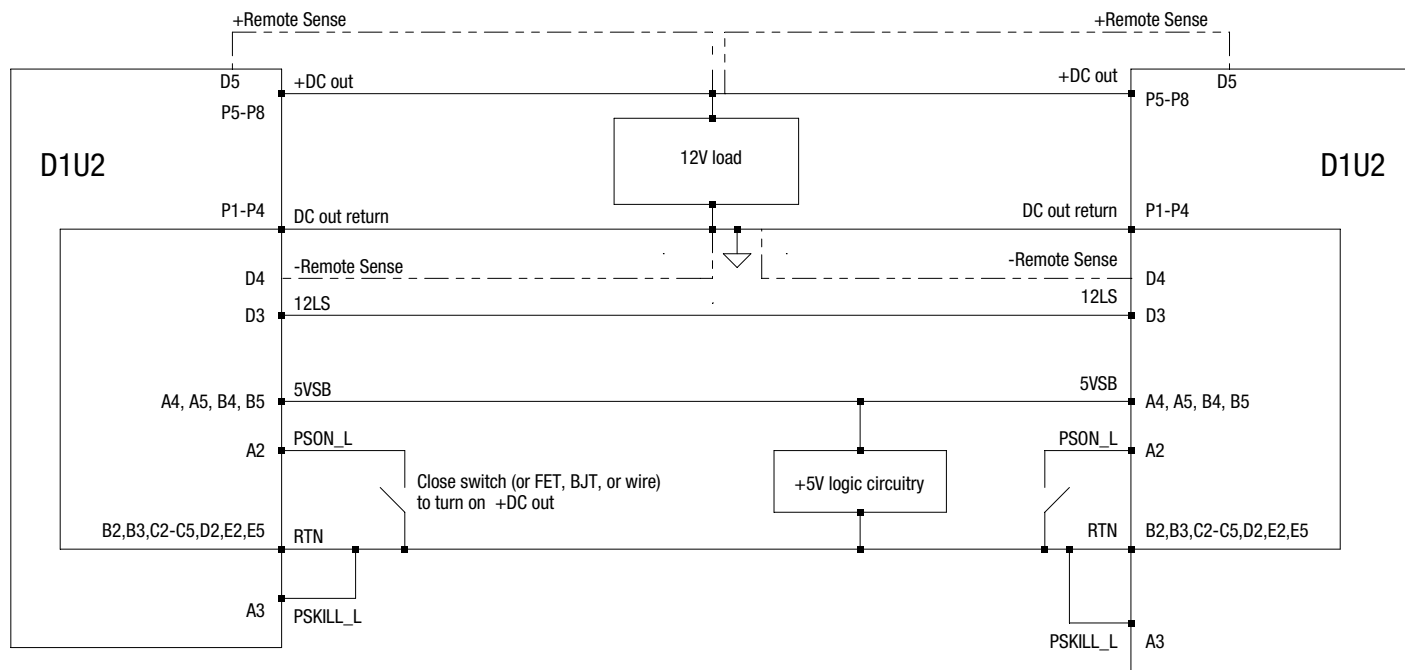 +Remote Sense
+Remote Sense
D5
+DC out
+DC out
D5
P5-P8
P5-P8
D1U2
12V load
D1U2
P1-P4
DC out return
DC out return
P1-P4
D4
-Remote Sense
-Remote Sense
D4
D3
12LS
12LS
D3
A4, A5, B4, B5
5VSB
5VSB
A4, A5, B4, B5
A2
PSON_L
PSON_L
A2
Close switch (or FET, BJT, or wire)
to turn on +DC out
+5V logic circuitry
B2,B3,C2-C5,D2,E2,E5
RTN
RTN
B2,B3,C2-C5,D2,E2,E5
A3
PSKILL_L
PSKILL_L
A3